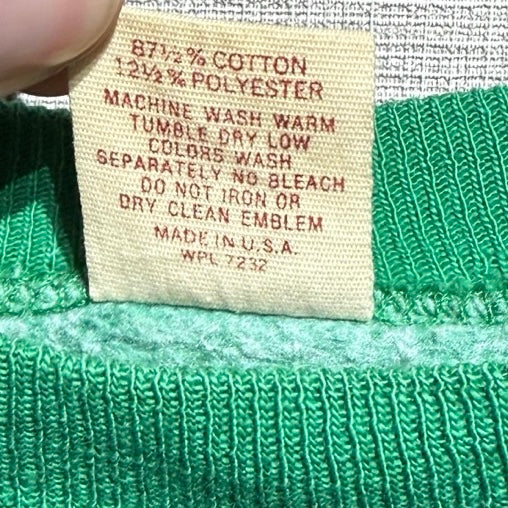 87½% COTTON
12½% POLYESTER
MACHINE WASH WARM
TUMBLE DRY LOW
COLORS WASH
SEPARATELY NO BLEACH
DO NOT IRON OR
DRY CLEAN EMBLEM
MADE IN U.S.A.
WPL 7232